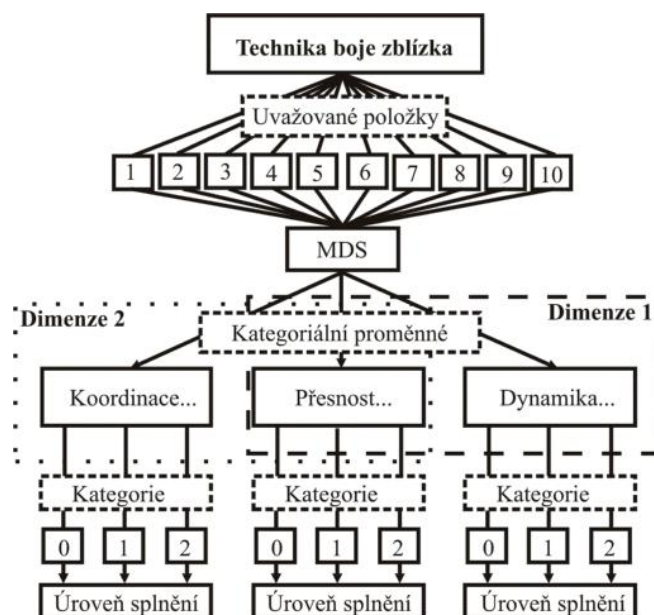 Technika boje zblízka
Uvažované položky
1 2 3 4 5 6 7 8 9 10
MDS
Dimenze 2
Dimenze 1
Kategoriální proměnné
Koordinace... Přesnost... Dynamika...
Kategorie Kategorie Kategorie
0 1 2 0 1 2 0 1 2
Úroveň splnění Úroveň splnění Úroveň splnění